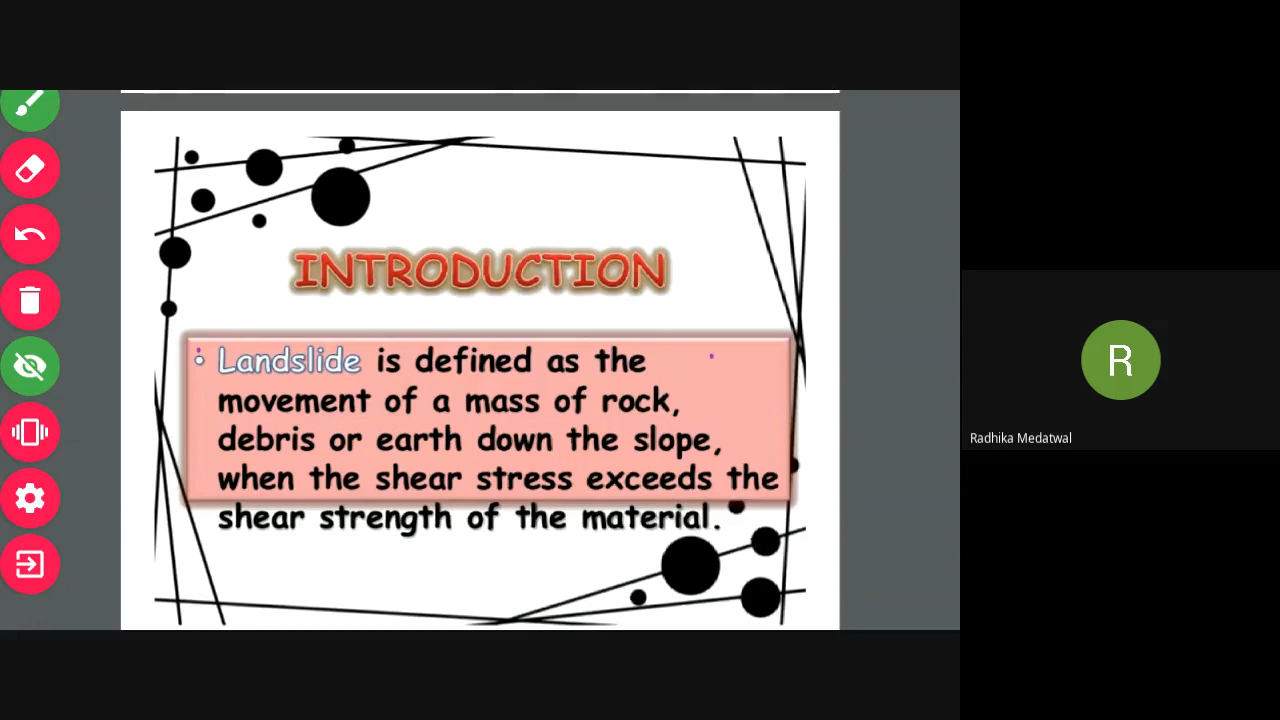 INTRODUCTION
Landslide is defined as the
movement of a mass of rock,
debris or earth down the slope,
when the shear stress exceeds the
shear strength of the material.
R
Radhika Medatwal